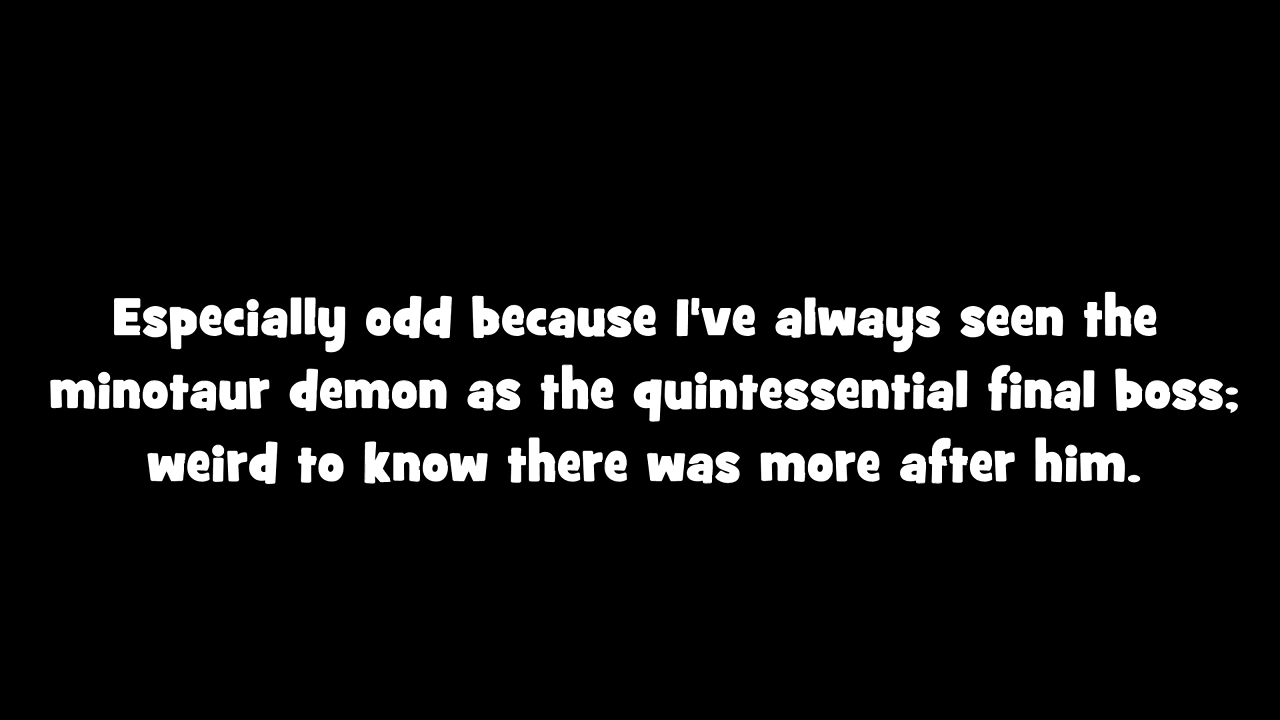 Especially odd because I've always seen the
minotaur demon as the quintessential final boss;
weird to know there was more after him.